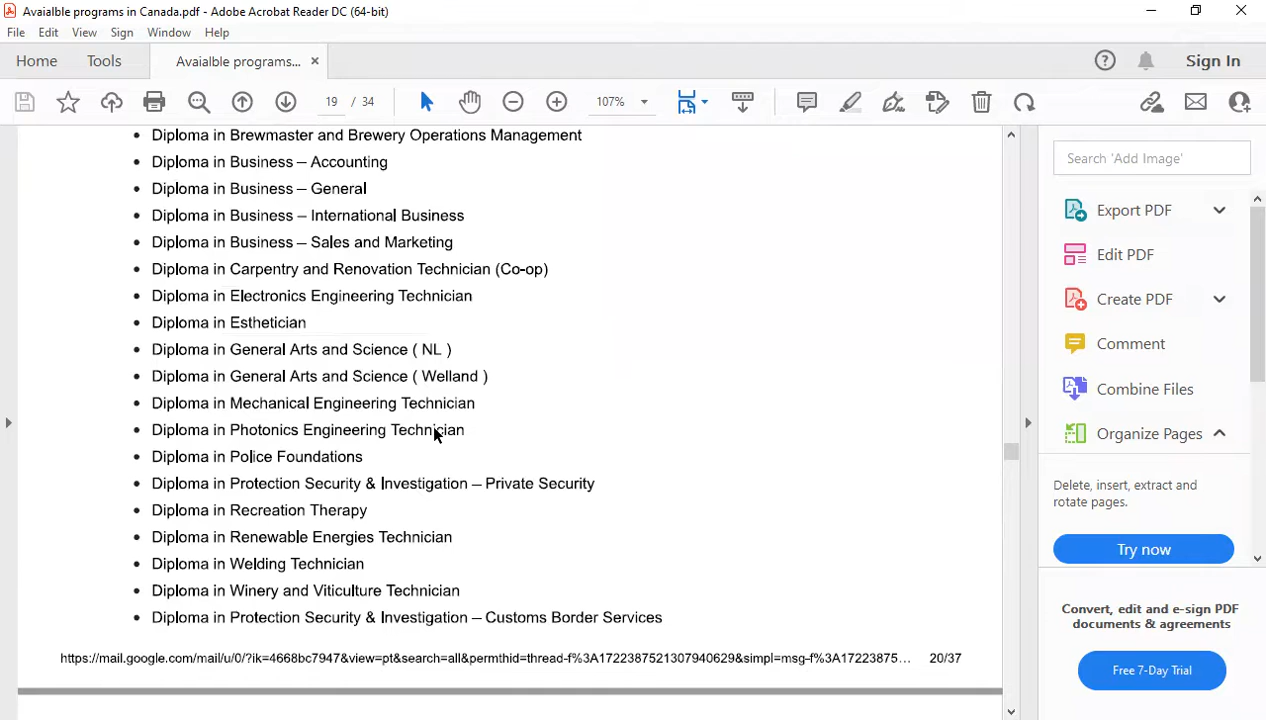 Avaialble programs in Canada.pdf - Adobe Acrobat Reader DC (64-bit)
File Edit View Sign Window Help
Home Tools Avaialble programs... × Sign In
19 / 34 107%
• Diploma in Brewmaster and Brewery Operations Management
• Diploma in Business – Accounting
• Diploma in Business – General
• Diploma in Business – International Business
• Diploma in Business – Sales and Marketing
• Diploma in Carpentry and Renovation Technician (Co-op)
• Diploma in Electronics Engineering Technician
• Diploma in Esthetician
• Diploma in General Arts and Science ( NL )
• Diploma in General Arts and Science ( Welland )
• Diploma in Mechanical Engineering Technician
• Diploma in Photonics Engineering Technician
• Diploma in Police Foundations
• Diploma in Protection Security & Investigation – Private Security
• Diploma in Recreation Therapy
• Diploma in Renewable Energies Technician
• Diploma in Welding Technician
• Diploma in Winery and Viticulture Technician
• Diploma in Protection Security & Investigation – Customs Border Services
https://mail.google.com/mail/u/0/?ik=4668bc7947&view=pt&search=all&permthid=thread-f%3A1722387521307940629&simpl=msg-f%3A17223875... 20/37
Search 'Add Image'
Export PDF
Edit PDF
Create PDF
Comment
Combine Files
Organize Pages
Delete, insert, extract and
rotate pages.
Try now
Convert, edit and e-sign PDF
documents & agreements
Free 7-Day Trial